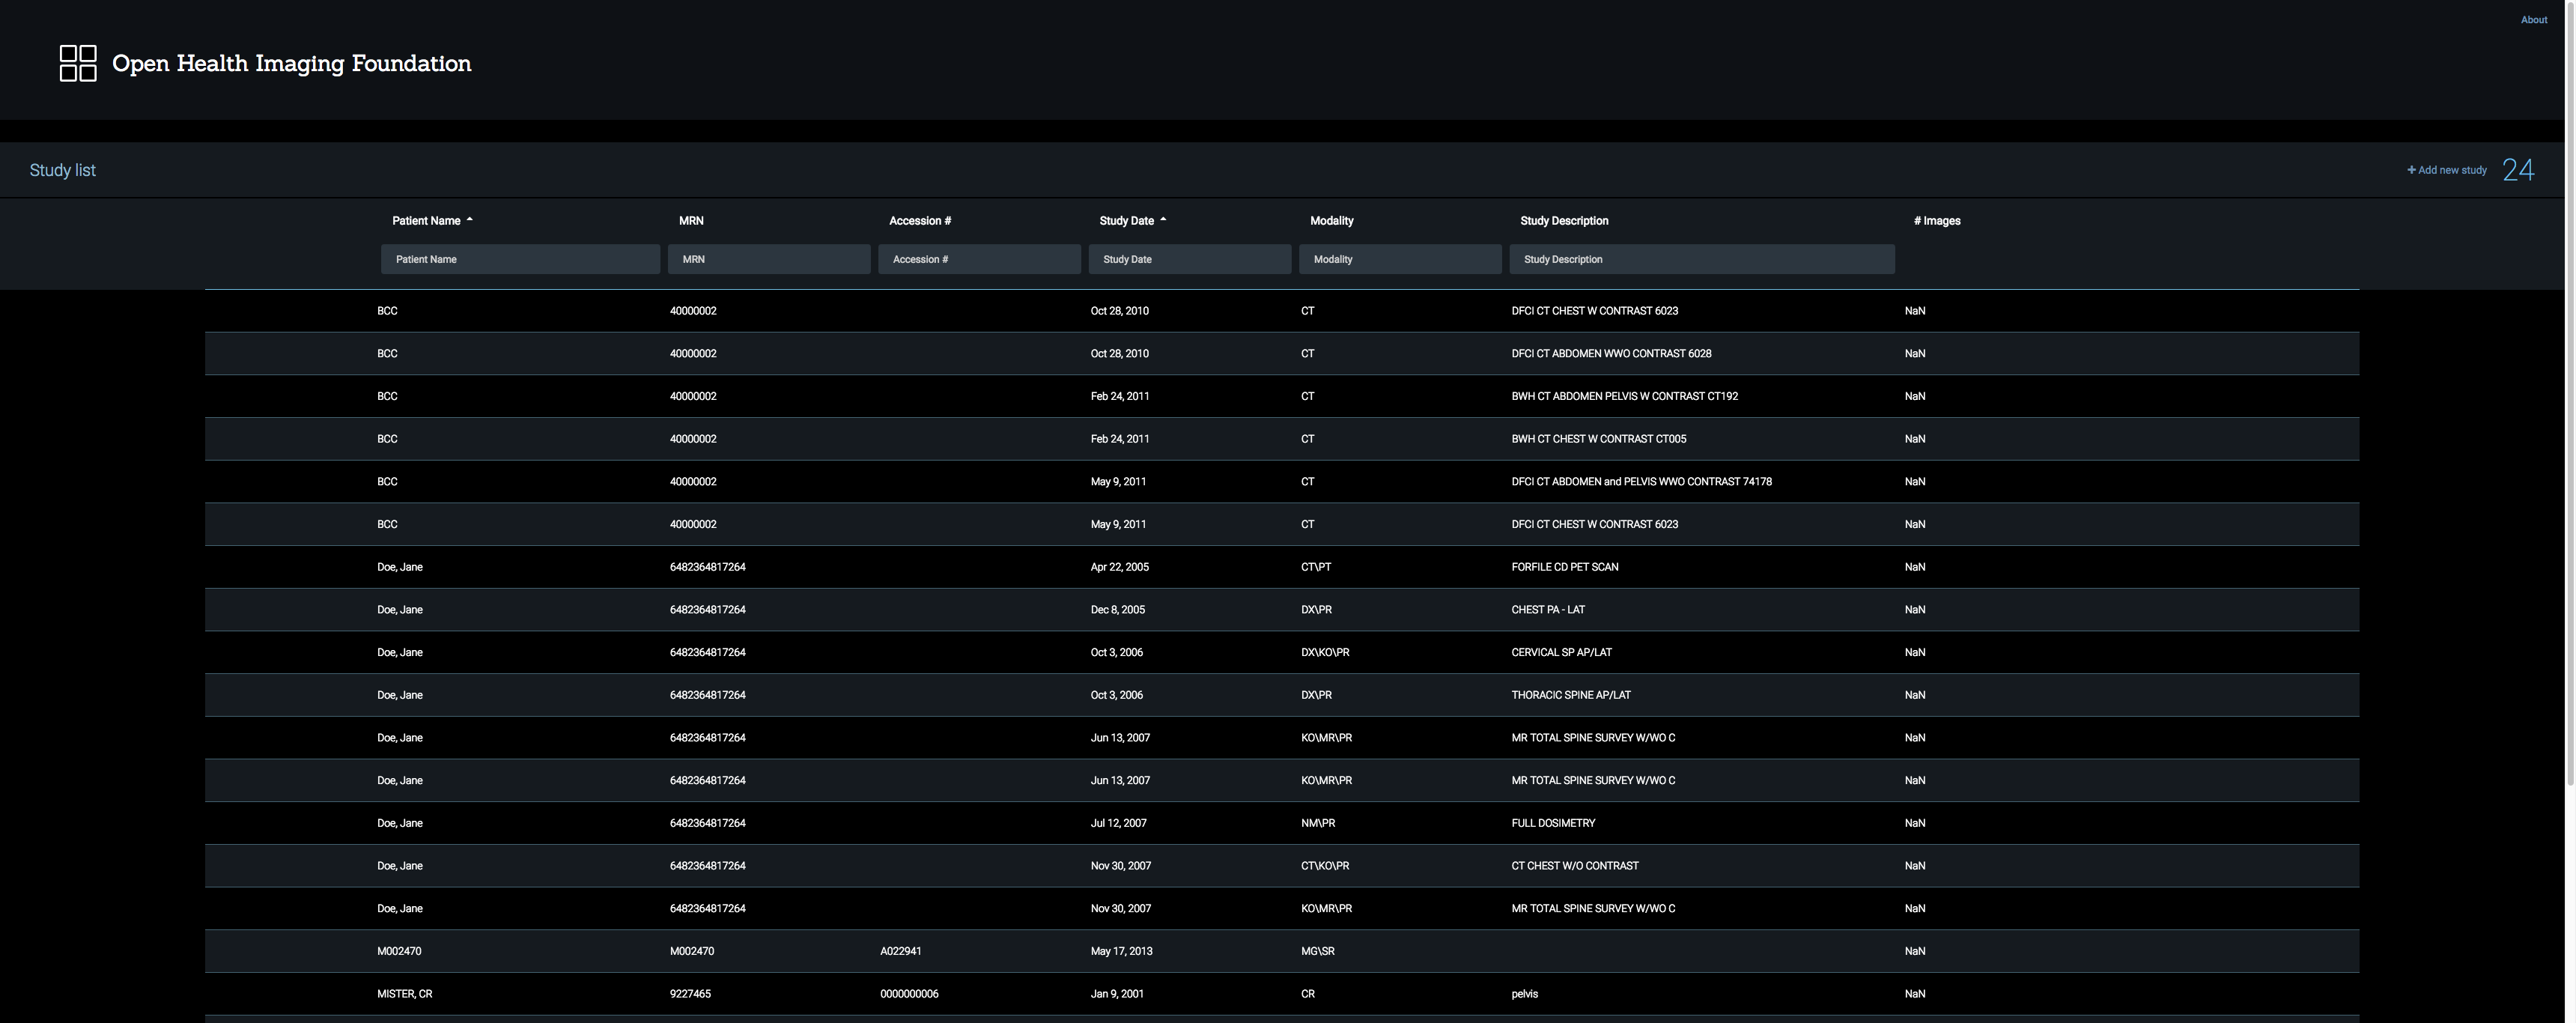 About
Open Health Imaging Foundation
Study list
Add new study 24
Patient Name MRN Accession # Study Date Modality Study Description # Images
Patient Name MRN Accession # Study Date Modality Study Description
BCC 40000002 Oct 28, 2010 CT DFCI CT CHEST W CONTRAST 6023 NaN
BCC 40000002 Oct 28, 2010 CT DFCI CT ABDOMEN WWO CONTRAST 6028 NaN
BCC 40000002 Feb 24, 2011 CT BWH CT ABDOMEN PELVIS W CONTRAST CT192 NaN
BCC 40000002 Feb 24, 2011 CT BWH CT CHEST W CONTRAST CT005 NaN
BCC 40000002 May 9, 2011 CT DFCI CT ABDOMEN and PELVIS WWO CONTRAST 74178 NaN
BCC 40000002 May 9, 2011 CT DFCI CT CHEST W CONTRAST 6023 NaN
Doe, Jane 6482364817264 Apr 22, 2005 CT\PT FORFILE CD PET SCAN NaN
Doe, Jane 6482364817264 Dec 8, 2005 DX\PR CHEST PA - LAT NaN
Doe, Jane 6482364817264 Oct 3, 2006 DX\KO\PR CERVICAL SP AP/LAT NaN
Doe, Jane 6482364817264 Oct 3, 2006 DX\PR THORACIC SPINE AP/LAT NaN
Doe, Jane 6482364817264 Jun 13, 2007 KO\MR\PR MR TOTAL SPINE SURVEY W/WO C NaN
Doe, Jane 6482364817264 Jun 13, 2007 KO\MR\PR MR TOTAL SPINE SURVEY W/WO C NaN
Doe, Jane 6482364817264 Jul 12, 2007 NM\PR FULL DOSIMETRY NaN
Doe, Jane 6482364817264 Nov 30, 2007 CT\KO\PR CT CHEST W/O CONTRAST NaN
Doe, Jane 6482364817264 Nov 30, 2007 KO\MR\PR MR TOTAL SPINE SURVEY W/WO C NaN
M002470 M002470 A022941 May 17, 2013 MG\SR NaN
MISTER, CR 9227465 0000000006 Jan 9, 2001 CR pelvis NaN